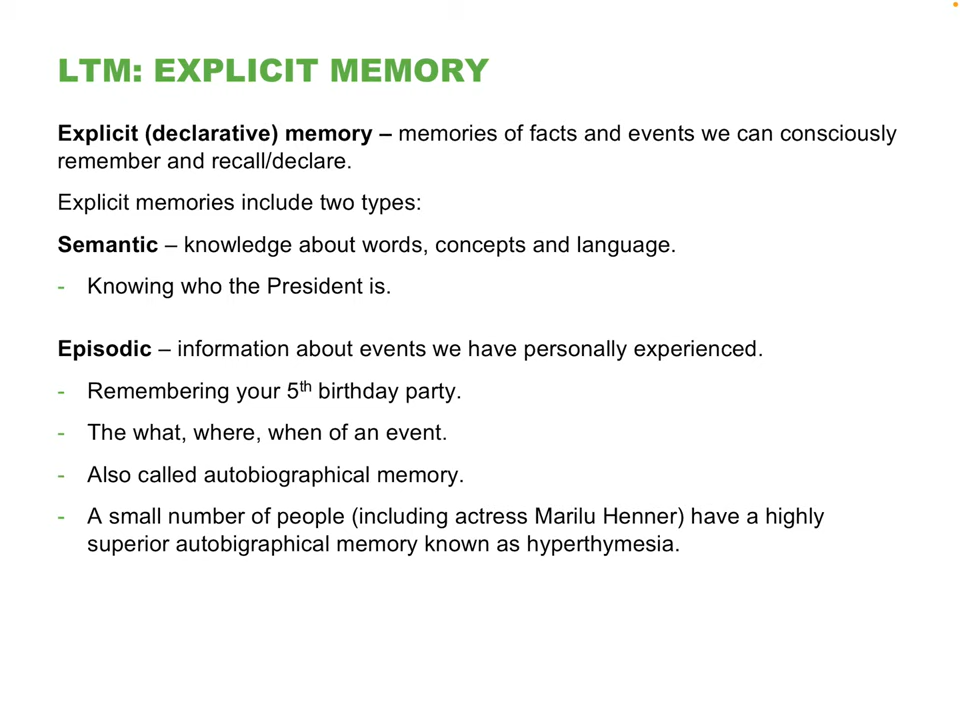 LTM: EXPLICIT MEMORY
Explicit (declarative) memory – memories of facts and events we can consciously
remember and recall/declare.
Explicit memories include two types:
Semantic – knowledge about words, concepts and language.
- Knowing who the President is.
Episodic – information about events we have personally experienced.
- Remembering your 5th birthday party.
- The what, where, when of an event.
- Also called autobiographical memory.
- A small number of people (including actress Marilu Henner) have a highly
superior autobigraphical memory known as hyperthymesia.